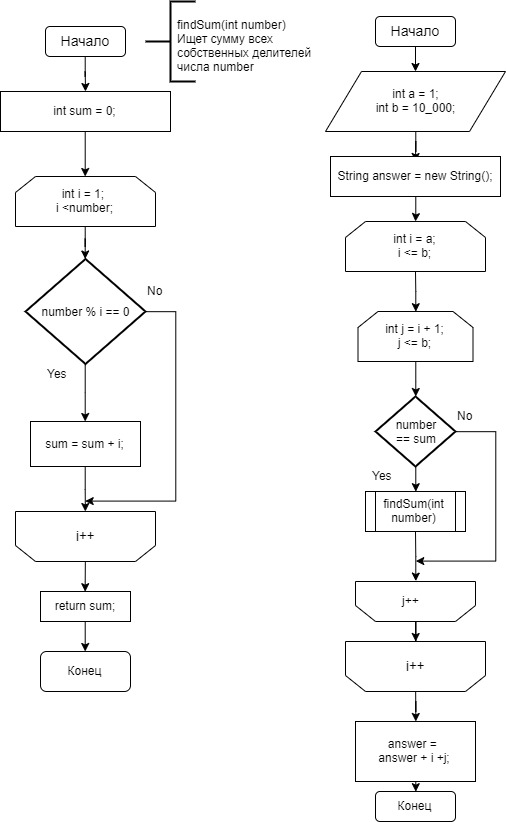 Начало
findSum(int number)
Ищет сумму всех
собственных делителей
числа number
int sum = 0;
int i = 1;
i <number;
number % i == 0
No
Yes
sum = sum + i;
i++
return sum;
Конец
Начало
int a = 1;
int b = 10_000;
String answer = new String();
int i = a;
i <= b;
int j = i + 1;
j <= b;
number
== sum
No
Yes
findSum(int
number)
j++
i++
answer =
answer + i +j;
Конец